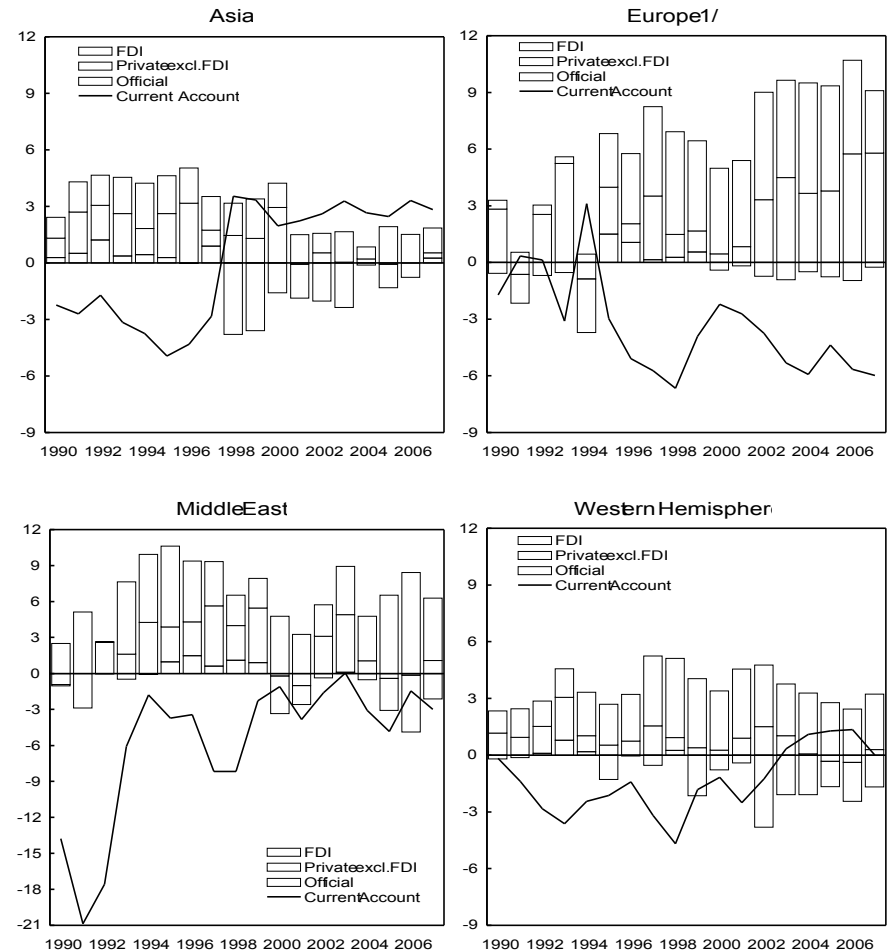 Asia
12
9
6
3
0
-3
-6
-9
FDI
Privateexcl.FDI
Official
Current Account
1990 1992 1994 1996 1998 2000 2002 2004 2006
Europe1/
12
9
6
3
0
-3
-6
-9
FDI
Privateexcl.FDI
Official
CurrentAccount
1990 1992 1994 1996 1998 2000 2002 2004 2006
MiddleEast
12
9
6
3
0
-3
-6
-9
-12
-15
-18
-21
FDI
Privateexcl.FDI
Official
CurrentAccount
1990 1992 1994 1996 1998 2000 2002 2004 2006
Western Hemispher
12
9
6
3
0
-3
-6
-9
FDI
Privateexcl.FDI
Official
CurrentAccount
1990 1992 1994 1996 1998 2000 2002 2004 2006